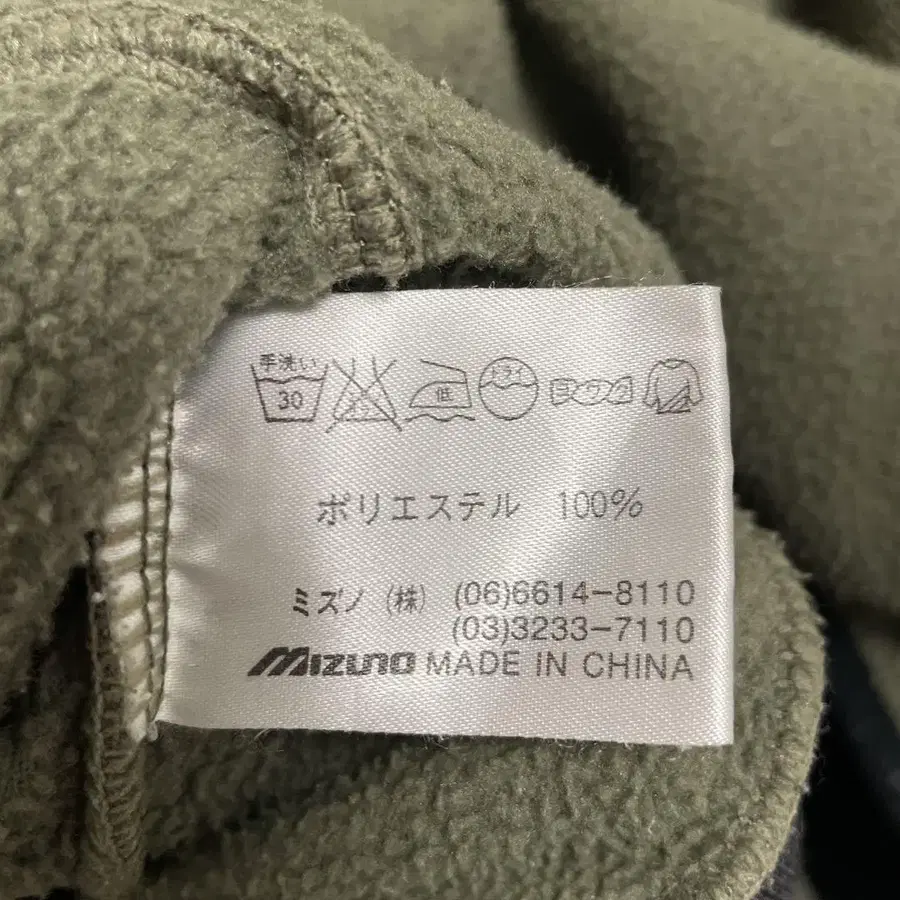 手洗い
30
低
ドライ
ポリエステル 100%
ミズノ (株) (06)6614-8110
(03)3233-7110
MIZUNO MADE IN CHINA